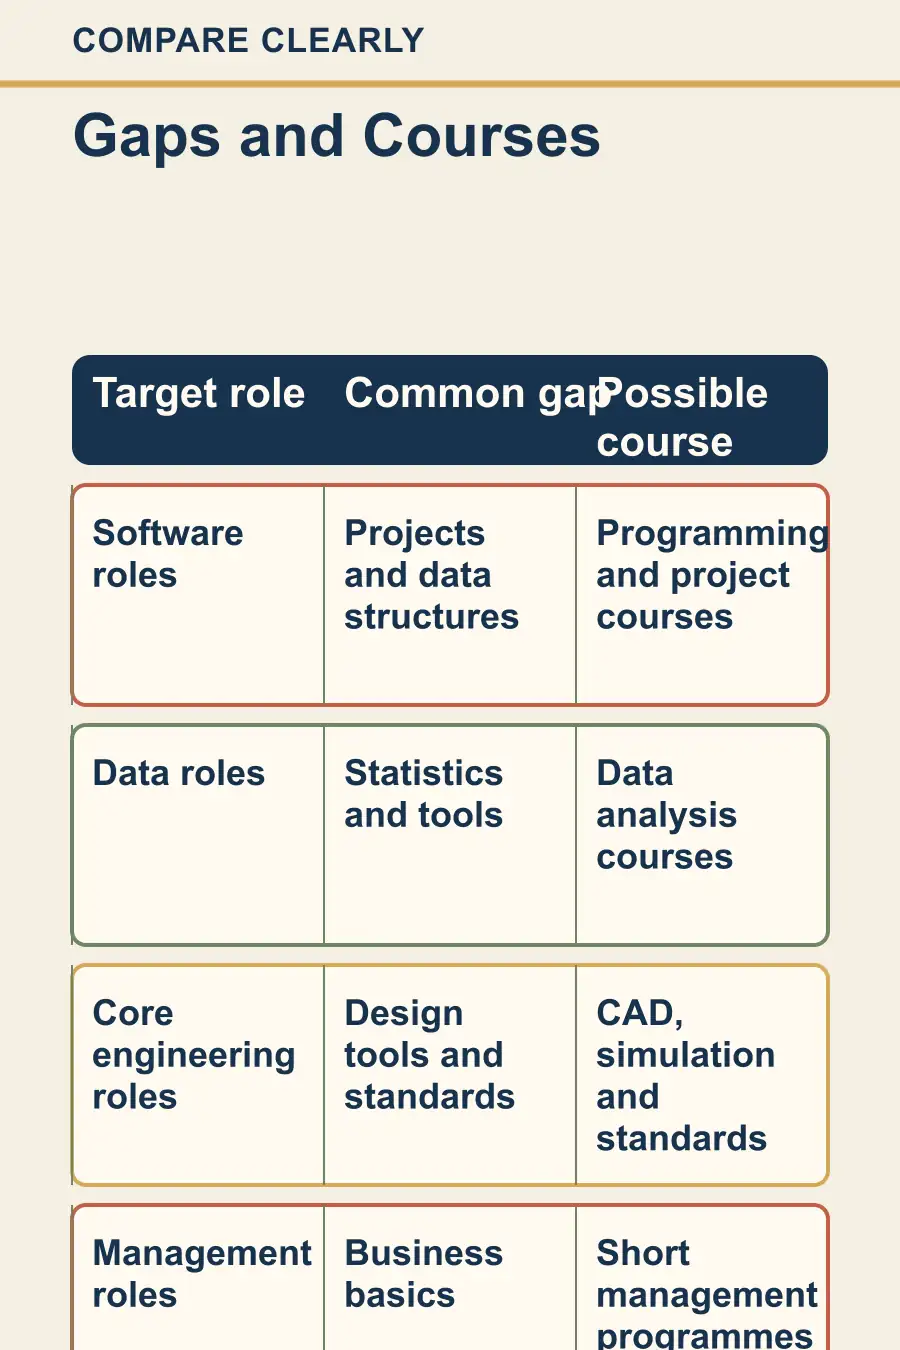 COMPARE CLEARLY
Gaps and Courses
Target role
Common gap
Possible
course
Software
roles
Projects
and data
structures
Programming
and project
courses
Data roles
Statistics
and tools
Data
analysis
courses
Core
engineering
roles
Design
tools and
standards
CAD,
simulation
and
standards
Management
roles
Business
basics
Short
management
programmes